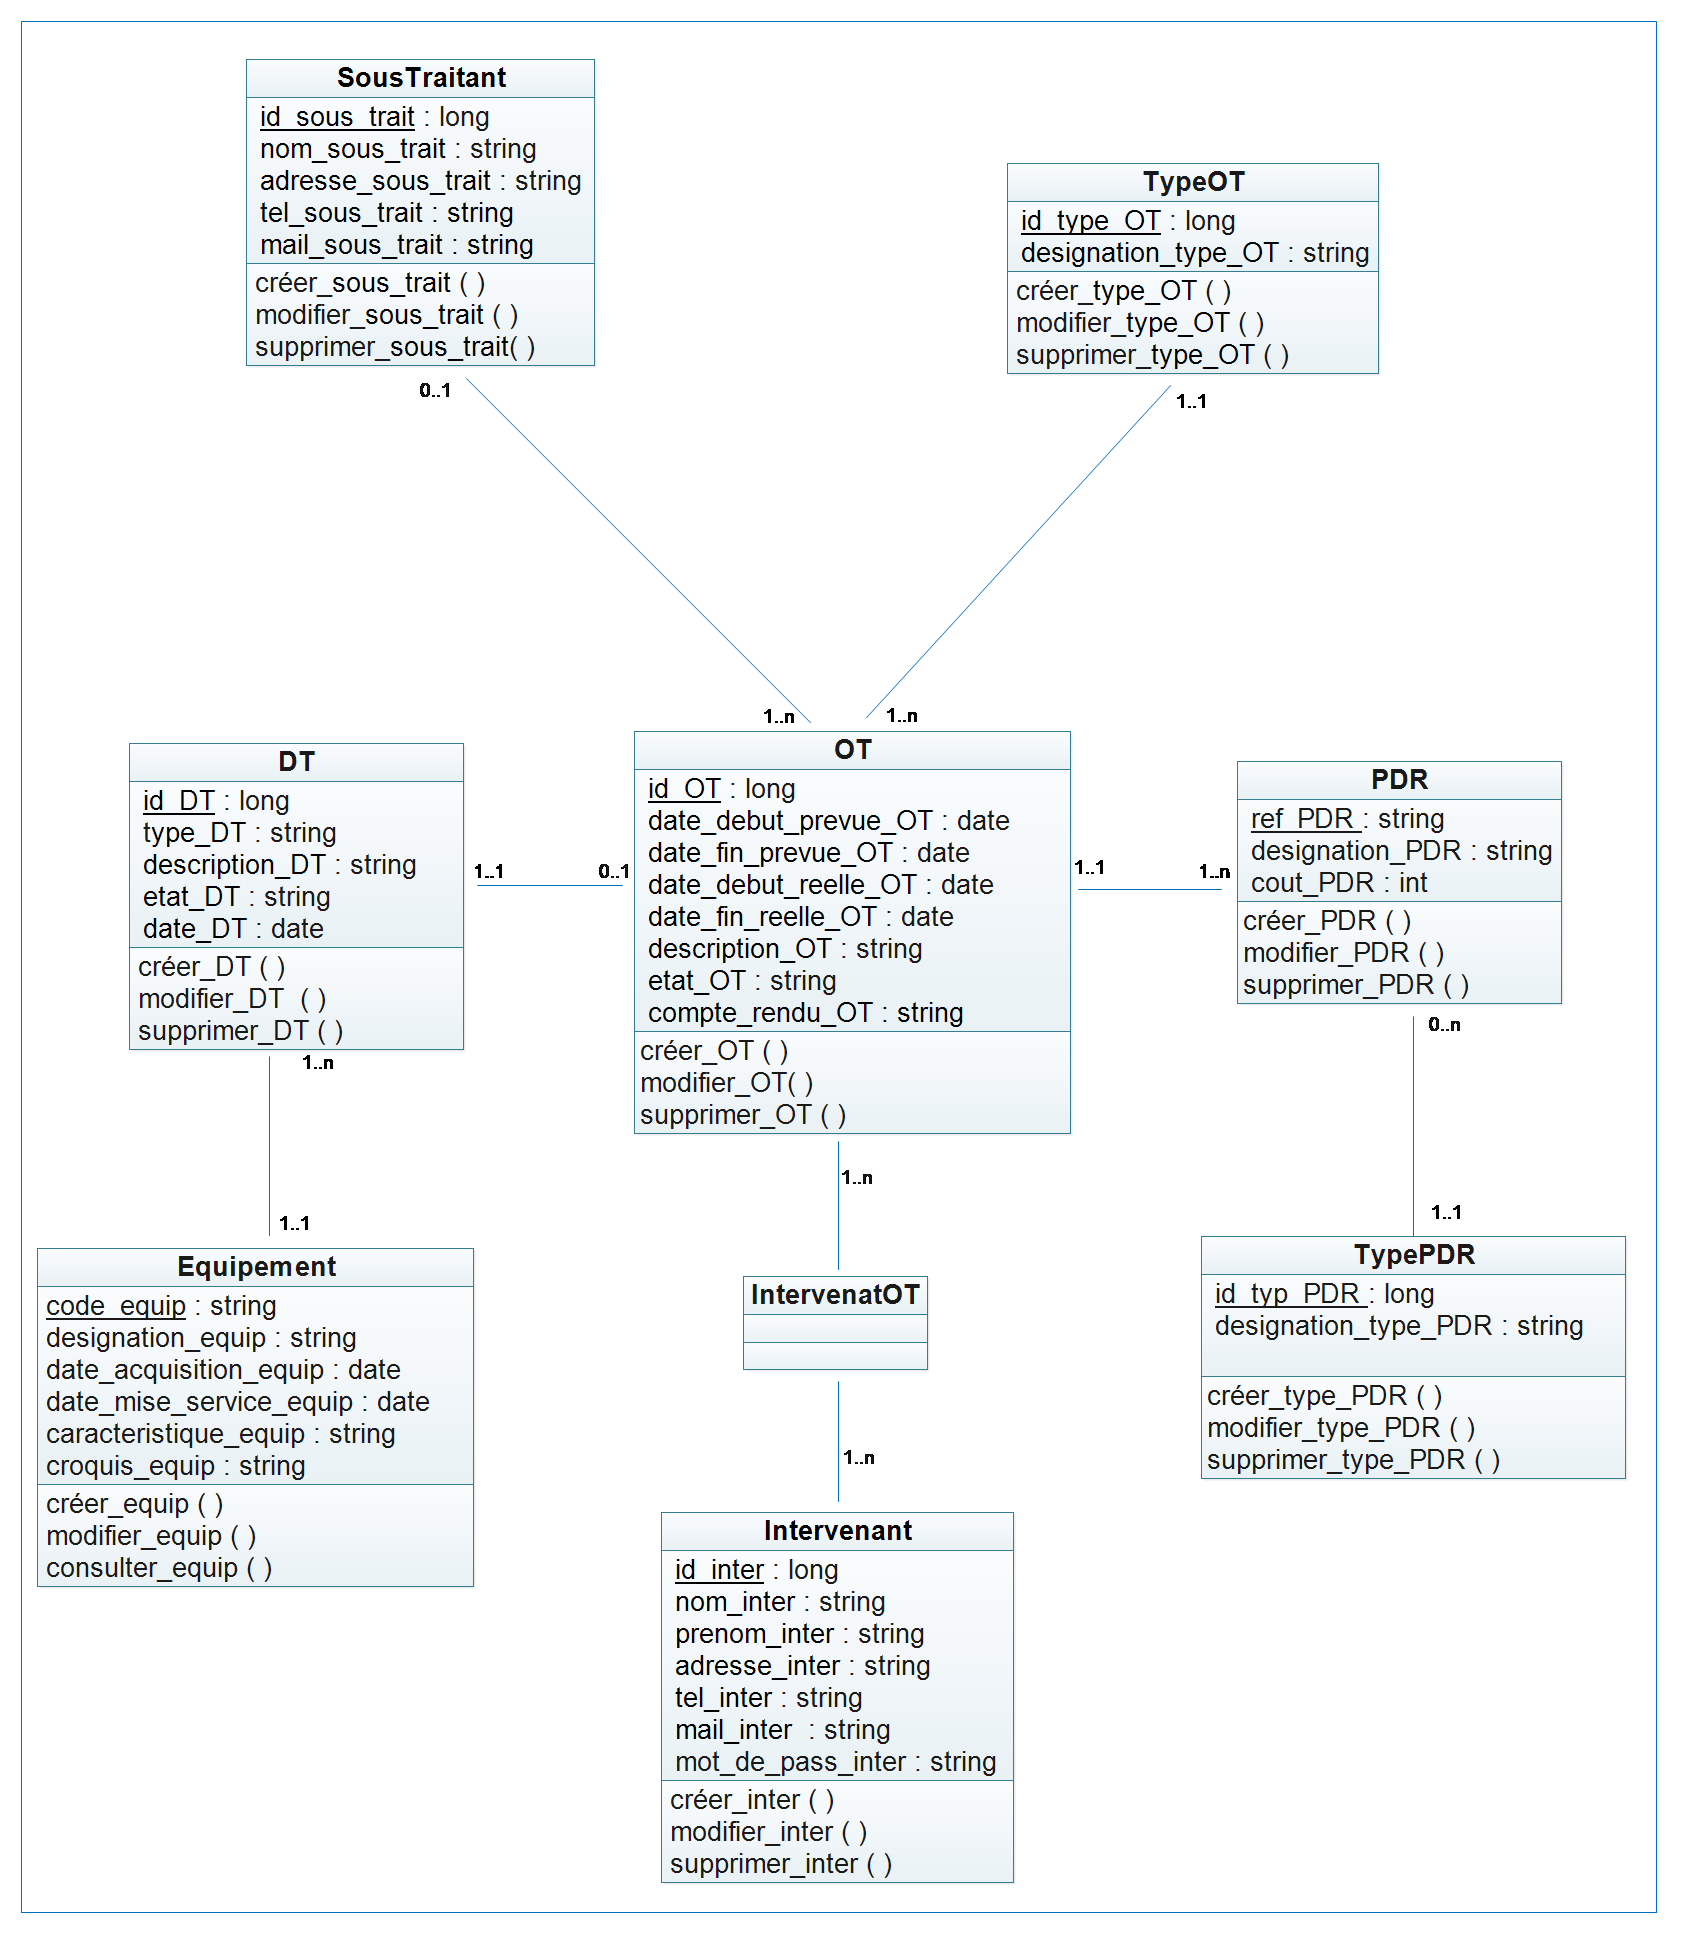 SousTraitant
id_sous_trait : long
nom_sous_trait : string
adresse_sous_trait : string
tel_sous_trait : string
mail_sous_trait : string
créer_sous_trait ( )
modifier_sous_trait ( )
supprimer_sous_trait( )
0..1
TypeOT
id_type_OT : long
designation_type_OT : string
créer_type_OT ( )
modifier_type_OT ( )
supprimer_type_OT ( )
1..1
1..n
1..n
DT
id_DT : long
type_DT : string
description_DT : string
etat_DT : string
date_DT : date
créer_DT ( )
modifier_DT ( )
supprimer_DT ( )
1..1
0..1
1..n
OT
id_OT : long
date_debut_prevue_OT : date
date_fin_prevue_OT : date
date_debut_reelle_OT : date
date_fin_reelle_OT : date
description_OT : string
etat_OT : string
compte_rendu_OT : string
créer_OT ( )
modifier_OT( )
supprimer_OT ( )
1..1
1..n
1..n
PDR
ref_PDR : string
designation_PDR : string
cout_PDR : int
créer_PDR ( )
modifier_PDR ( )
supprimer_PDR ( )
0..n
1..1
1..1
Equipement
code_equip : string
designation_equip : string
date_acquisition_equip : date
date_mise_service_equip : date
caracteristique_equip : string
croquis_equip : string
créer_equip ( )
modifier_equip ( )
consulter_equip ( )
IntervenatOT
1..n
TypePDR
id_typ_PDR : long
designation_type_PDR : string
créer_type_PDR ( )
modifier_type_PDR ( )
supprimer_type_PDR ( )
Intervenant
id_inter : long
nom_inter : string
prenom_inter : string
adresse_inter : string
tel_inter : string
mail_inter : string
mot_de_pass_inter : string
créer_inter ( )
modifier_inter ( )
supprimer_inter ( )